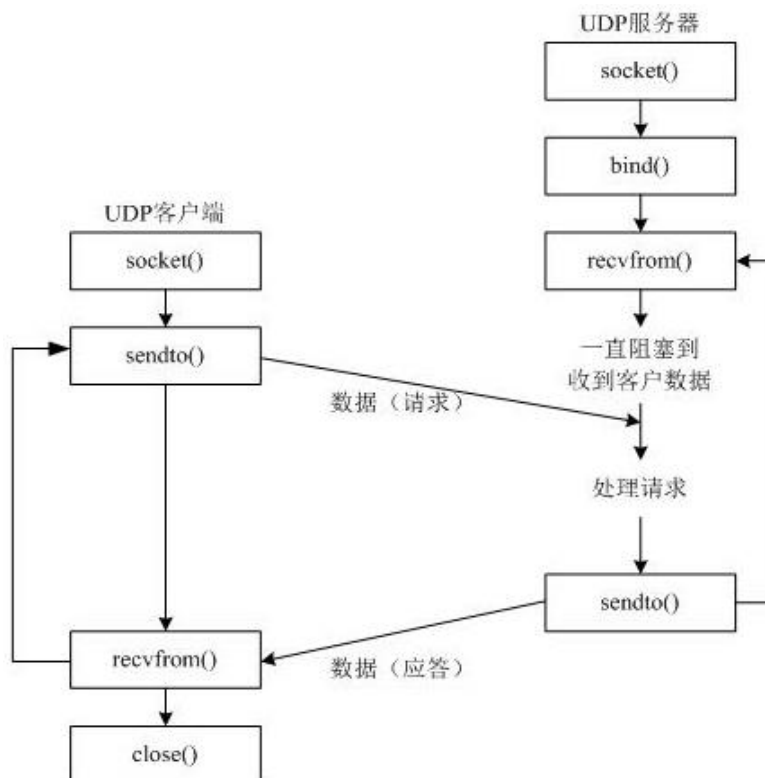 UDP服务器
socket()
bind()
UDP客户端
socket()
recvfrom()
sendto()
一直阻塞到
收到客户数据
数据（请求）
处理请求
sendto()
recvfrom()
数据（应答）
close()